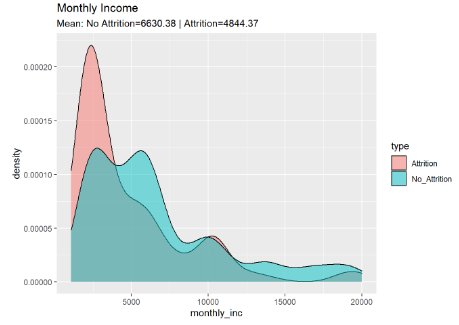 Monthly Income
Mean: No Attrition=6630.38 | Attrition=4844.37
0.00020
0.00015
0.00010
0.00005
0.00000
density
5000
10000
15000
20000
monthly_inc
type
Attrition
No_Attrition